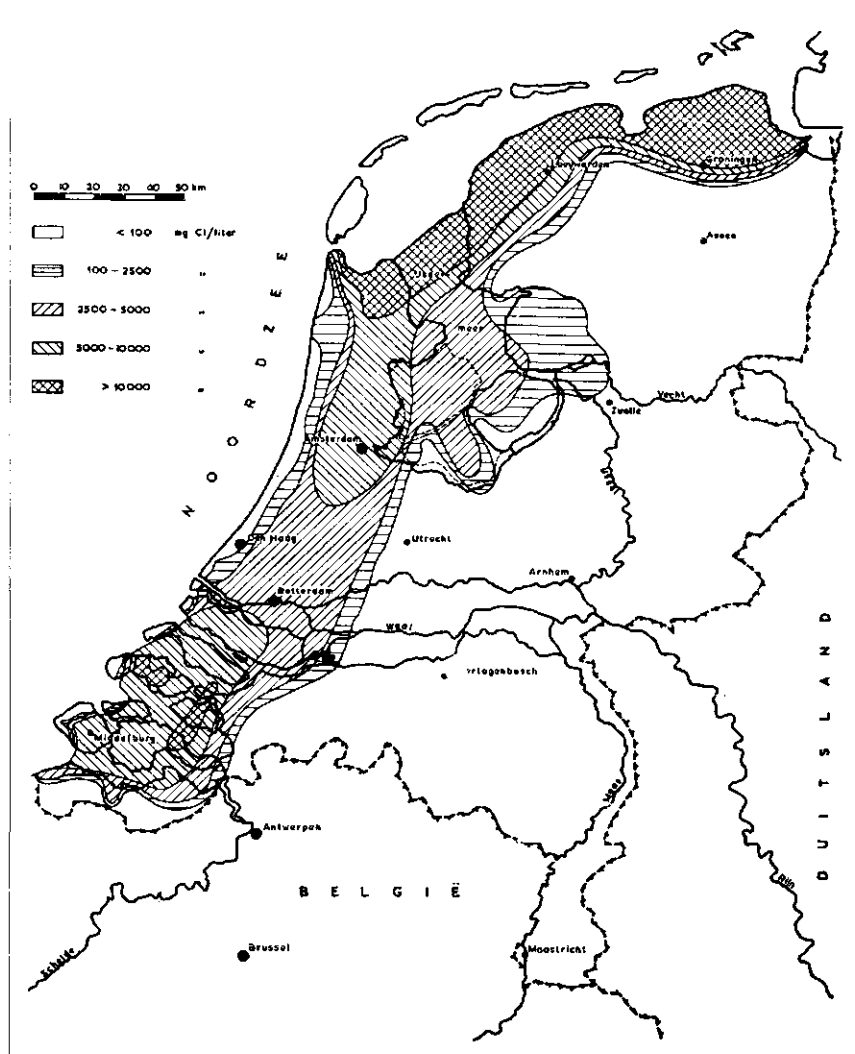 0 10 20 30 40 50 km
< 100 mg Cl/liter
100 - 2500 "
2500 - 5000 "
5000 - 10000 "
> 10000 "
NOORDZEE
Leeuwarden
Groningen
Assen
IJssel
meer
Zwolle
Vecht
Amsterdam
IJssel
Den Haag
Utrecht
Arnhem
Rotterdam
Waal
Middelburg
Maas
Antwerpen
BELGIË
DUITSLAND
Rijn
Brussel
Maastricht
Schelde